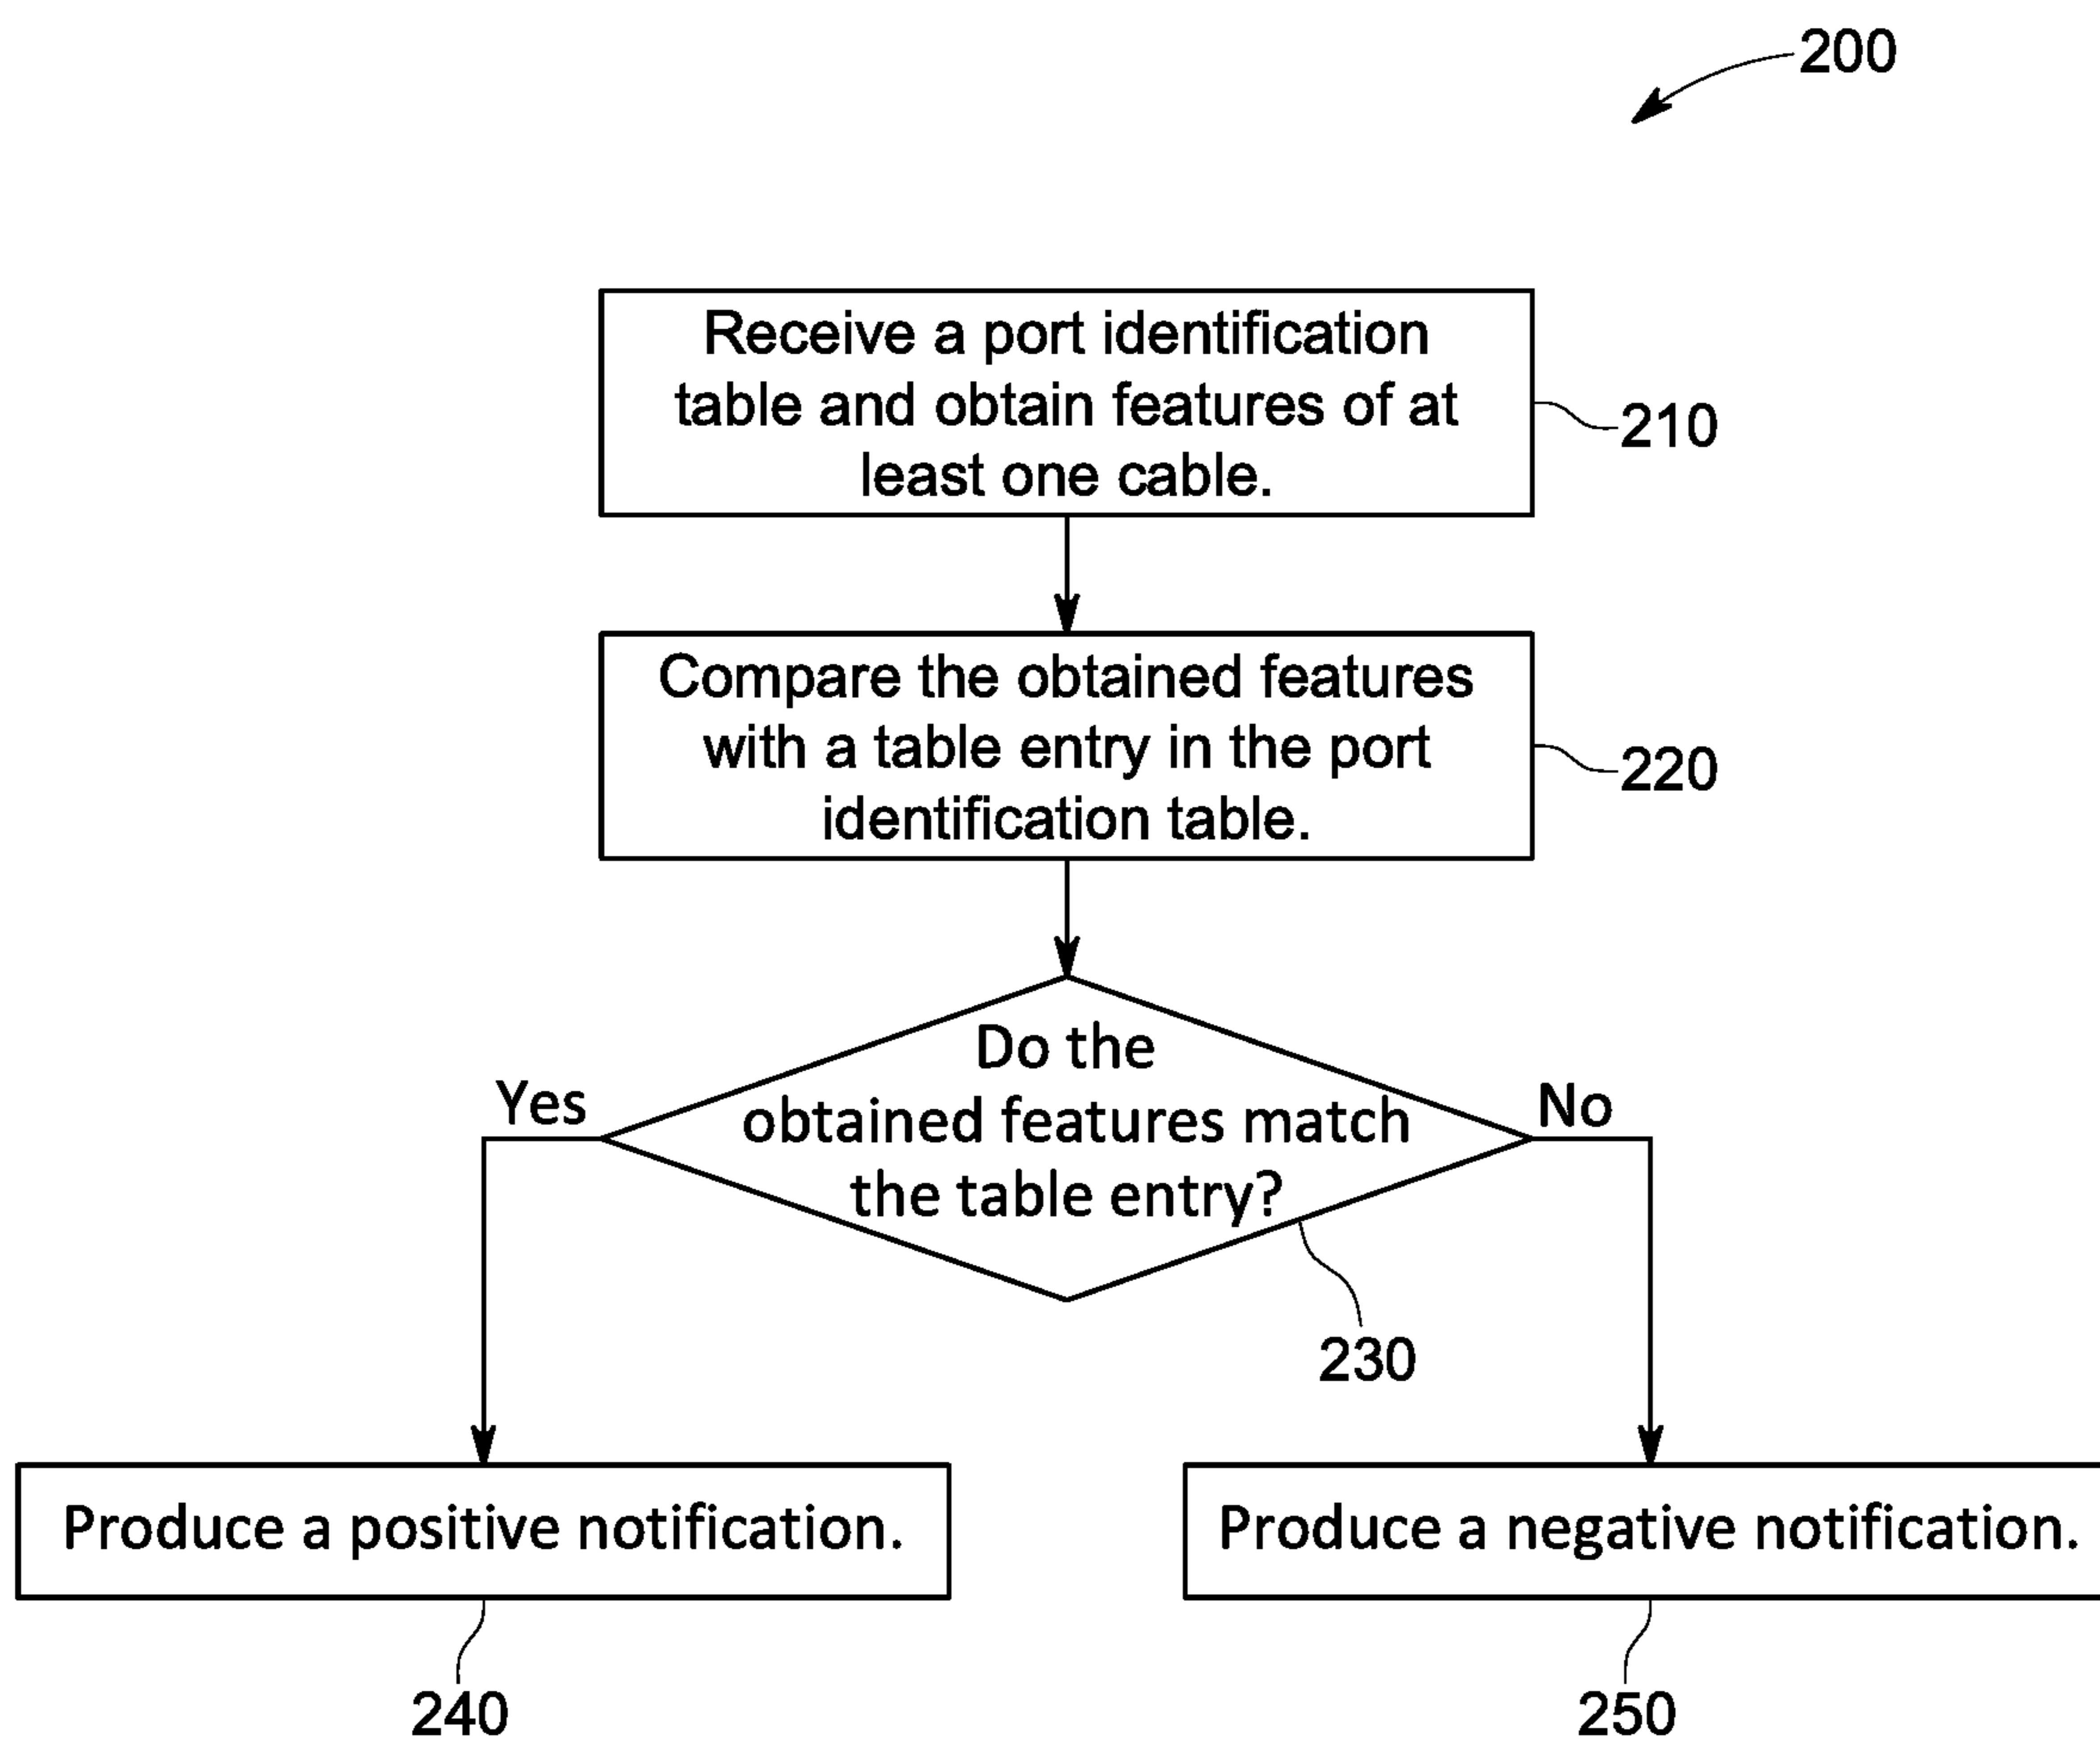 200
Receive a port identification
table and obtain features of at
least one cable.
210
Compare the obtained features
with a table entry in the port
identification table.
220
Do the
obtained features match
the table entry?
Yes
No
230
Produce a positive notification.
Produce a negative notification.
240
250